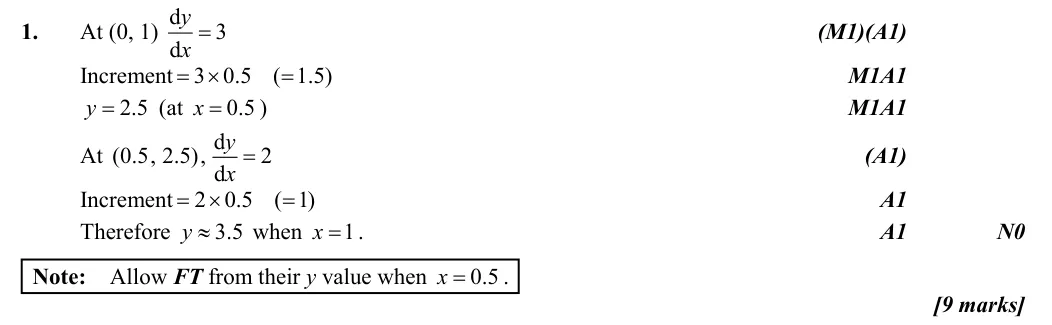 1. At (0, 1) dy/dx = 3 (M1)(A1)
Increment = 3 × 0.5 (= 1.5) M1A1
y = 2.5 (at x = 0.5 ) M1A1
At (0.5, 2.5), dy/dx = 2 (A1)
Increment = 2 × 0.5 (= 1) A1
Therefore y ≈ 3.5 when x = 1 . A1 N0
Note: Allow FT from their y value when x = 0.5 .
[9 marks]